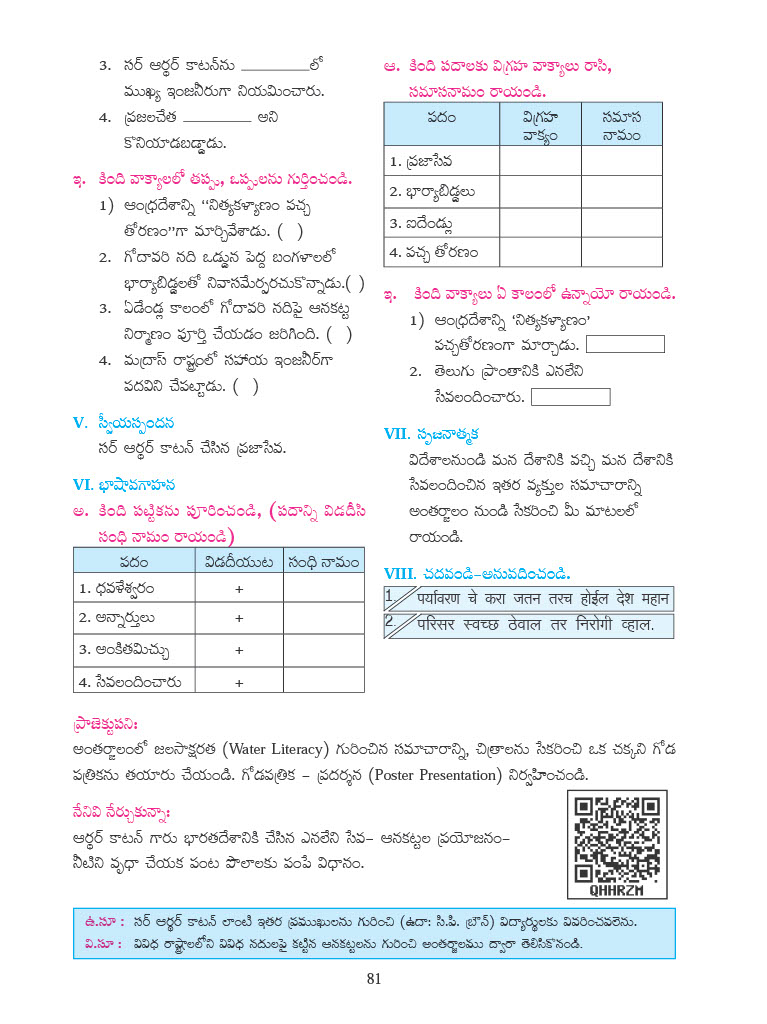 3. సర్ ఆర్థర్ కాటన్‌ను _________లో
ముఖ్య ఇంజనీరుగా నియమించారు.
4. ప్రజలచేత _________ అని
కొనియాడబడ్డాడు.
ఇ. కింది వాక్యాలలో తప్పు, ఒప్పులను గుర్తించండి.
1) ఆంధ్రదేశాన్ని “నిత్యకళ్యాణం పచ్చ
తోరణం”గా మార్చివేశాడు. ( )
2. గోదావరి నది ఒడ్డున పెద్ద బంగళాలలో
భార్యాబిడ్డలతో నివాసమేర్పరచుకొన్నాడు.( )
3. ఏడేండ్ల కాలంలో గోదావరి నదిపై ఆనకట్ట
నిర్మాణం పూర్తి చేయడం జరిగింది. ( )
4. మద్రాస్ రాష్ట్రంలో సహాయ ఇంజనీర్‌గా
పదవిని చేపట్టాడు. ( )
V. స్వీయస్పందన
సర్ ఆర్థర్ కాటన్ చేసిన ప్రజాసేవ.
VI. భాషావగాహన
అ. కింది పట్టికను పూరించండి, (పదాన్ని విడదీసి
సంధి నామం రాయండి)
పదం విడదీయుట సంధి నామం
1. ధవళేశ్వరం +
2. అన్నార్తులు +
3. అంకితమిచ్చు +
4. సేవలందించారు +
ఆ. కింది పదాలకు విగ్రహ వాక్యాలు రాసి,
సమాసనామం రాయండి.
పదం విగ్రహ వాక్యం సమాస నామం
1. ప్రజాసేవ
2. భార్యాబిడ్డలు
3. ఐదేండ్లు
4. పచ్చ తోరణం
ఇ. కింది వాక్యాలు ఏ కాలంలో ఉన్నాయో రాయండి.
1) ఆంధ్రదేశాన్ని ‘నిత్యకళ్యాణం’
పచ్చతోరణంగా మార్చాడు.
2. తెలుగు ప్రాంతానికి ఎనలేని
సేవలందించారు.
VII. సృజనాత్మక
విదేశాలనుండి మన దేశానికి వచ్చి మన దేశానికి
సేవలందించిన ఇతర వ్యక్తుల సమాచారాన్ని
అంతర్జాలం నుండి సేకరించి మీ మాటలలో
రాయండి.
VIII. చదవండి-అనువదించండి.
1. पर्यावरण चे करा जतन तरच होईल देश महान
2. परिसर स्वच्छ ठेवाल तर निरोगी व्हाल.
ప్రాజెక్టుపని:
అంతర్జాలంలో జలసాక్షరత (Water Literacy) గురించిన సమాచారాన్ని, చిత్రాలను సేకరించి ఒక చక్కని గోడ
పత్రికను తయారు చేయండి. గోడపత్రిక - ప్రదర్శన (Poster Presentation) నిర్వహించండి.
నేనివి నేర్చుకున్నా:
ఆర్థర్ కాటన్ గారు భారతదేశానికి చేసిన ఎనలేని సేవ- ఆనకట్టల ప్రయోజనం-
నీటిని వృధా చేయక పంట పొలాలకు పంపే విధానం.
QHHRZM
ఉ.సూ : సర్ ఆర్థర్ కాటన్ లాంటి ఇతర ప్రముఖులను గురించి (ఉదా: సి.పి. బ్రౌన్) విద్యార్థులకు వివరించవలెను.
వి.సూ : వివిధ రాష్ట్రాలలోని వివిధ నదులపై కట్టిన ఆనకట్టలను గురించి అంతర్జాలము ద్వారా తెలిసికొనండి.
81